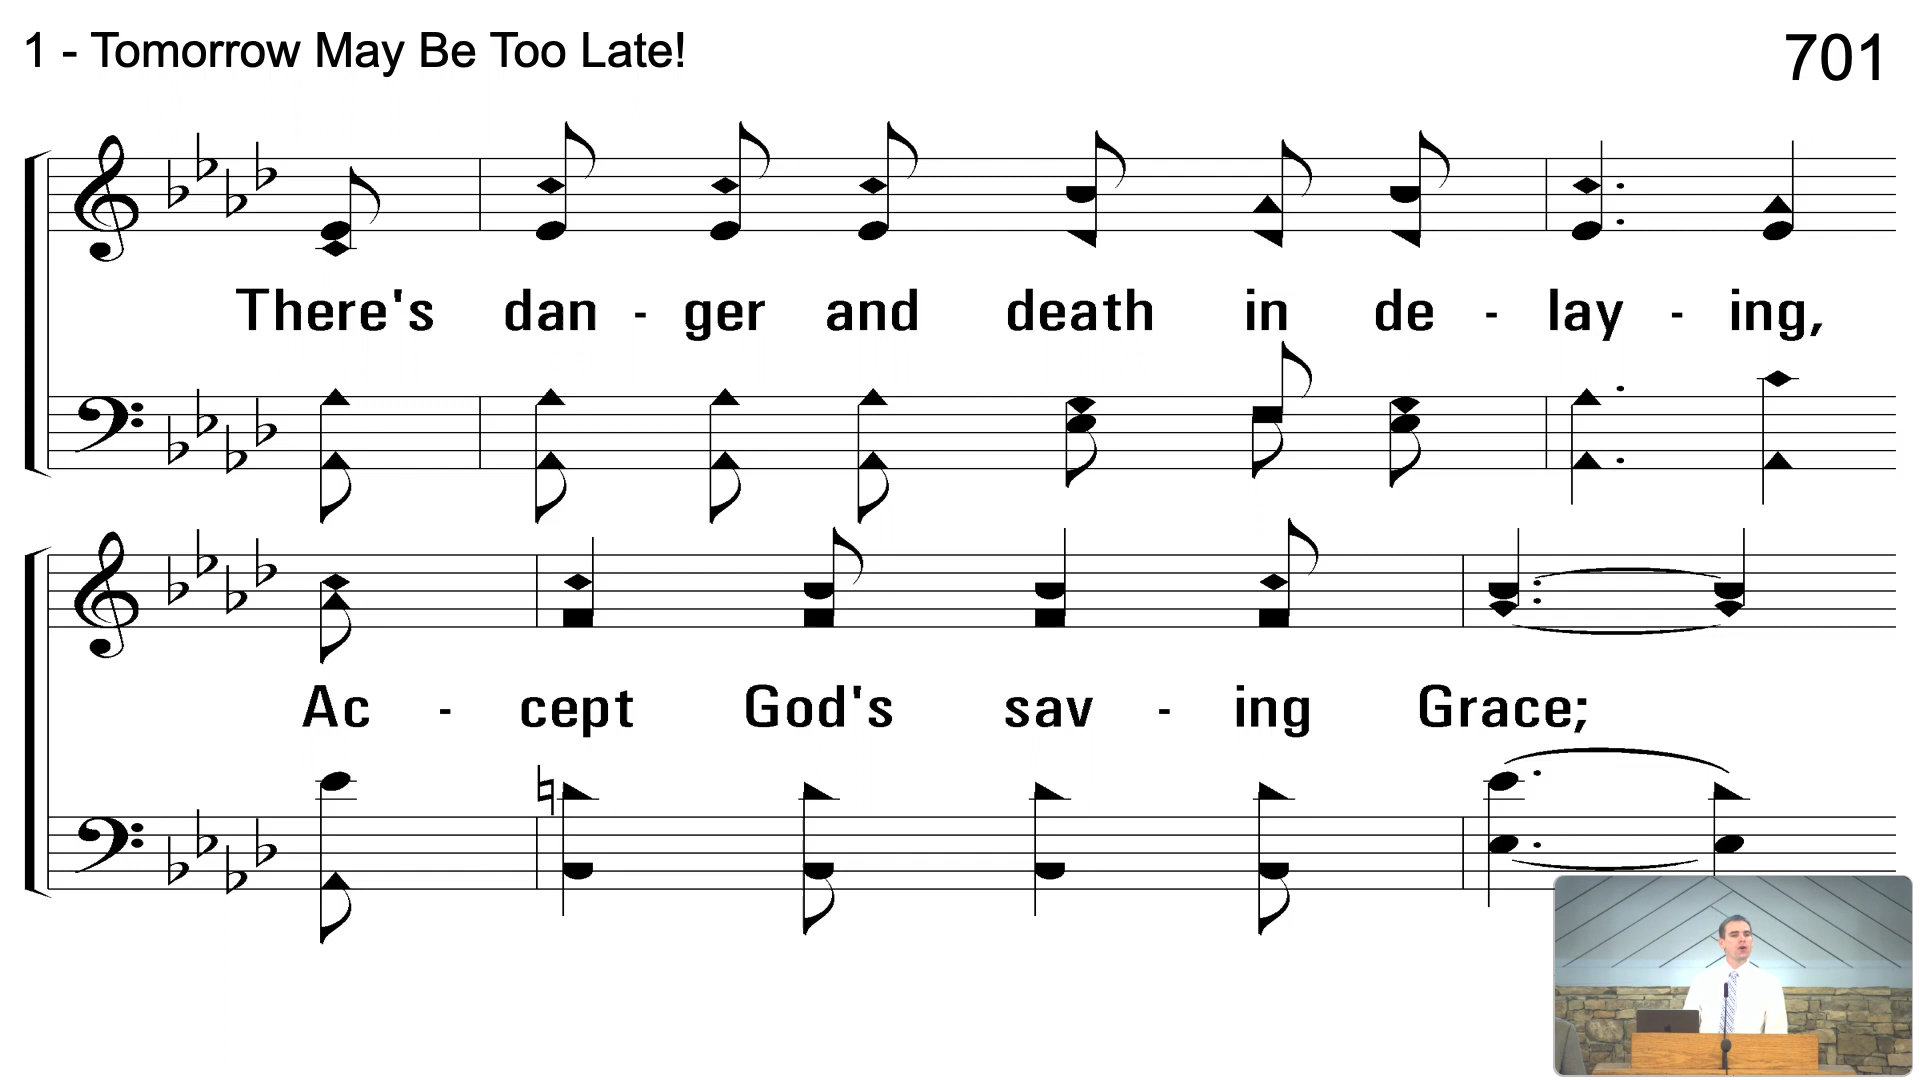 1 - Tomorrow May Be Too Late!
701
There's dan - ger and death in de - lay - ing,
Ac - cept God's sav - ing Grace;